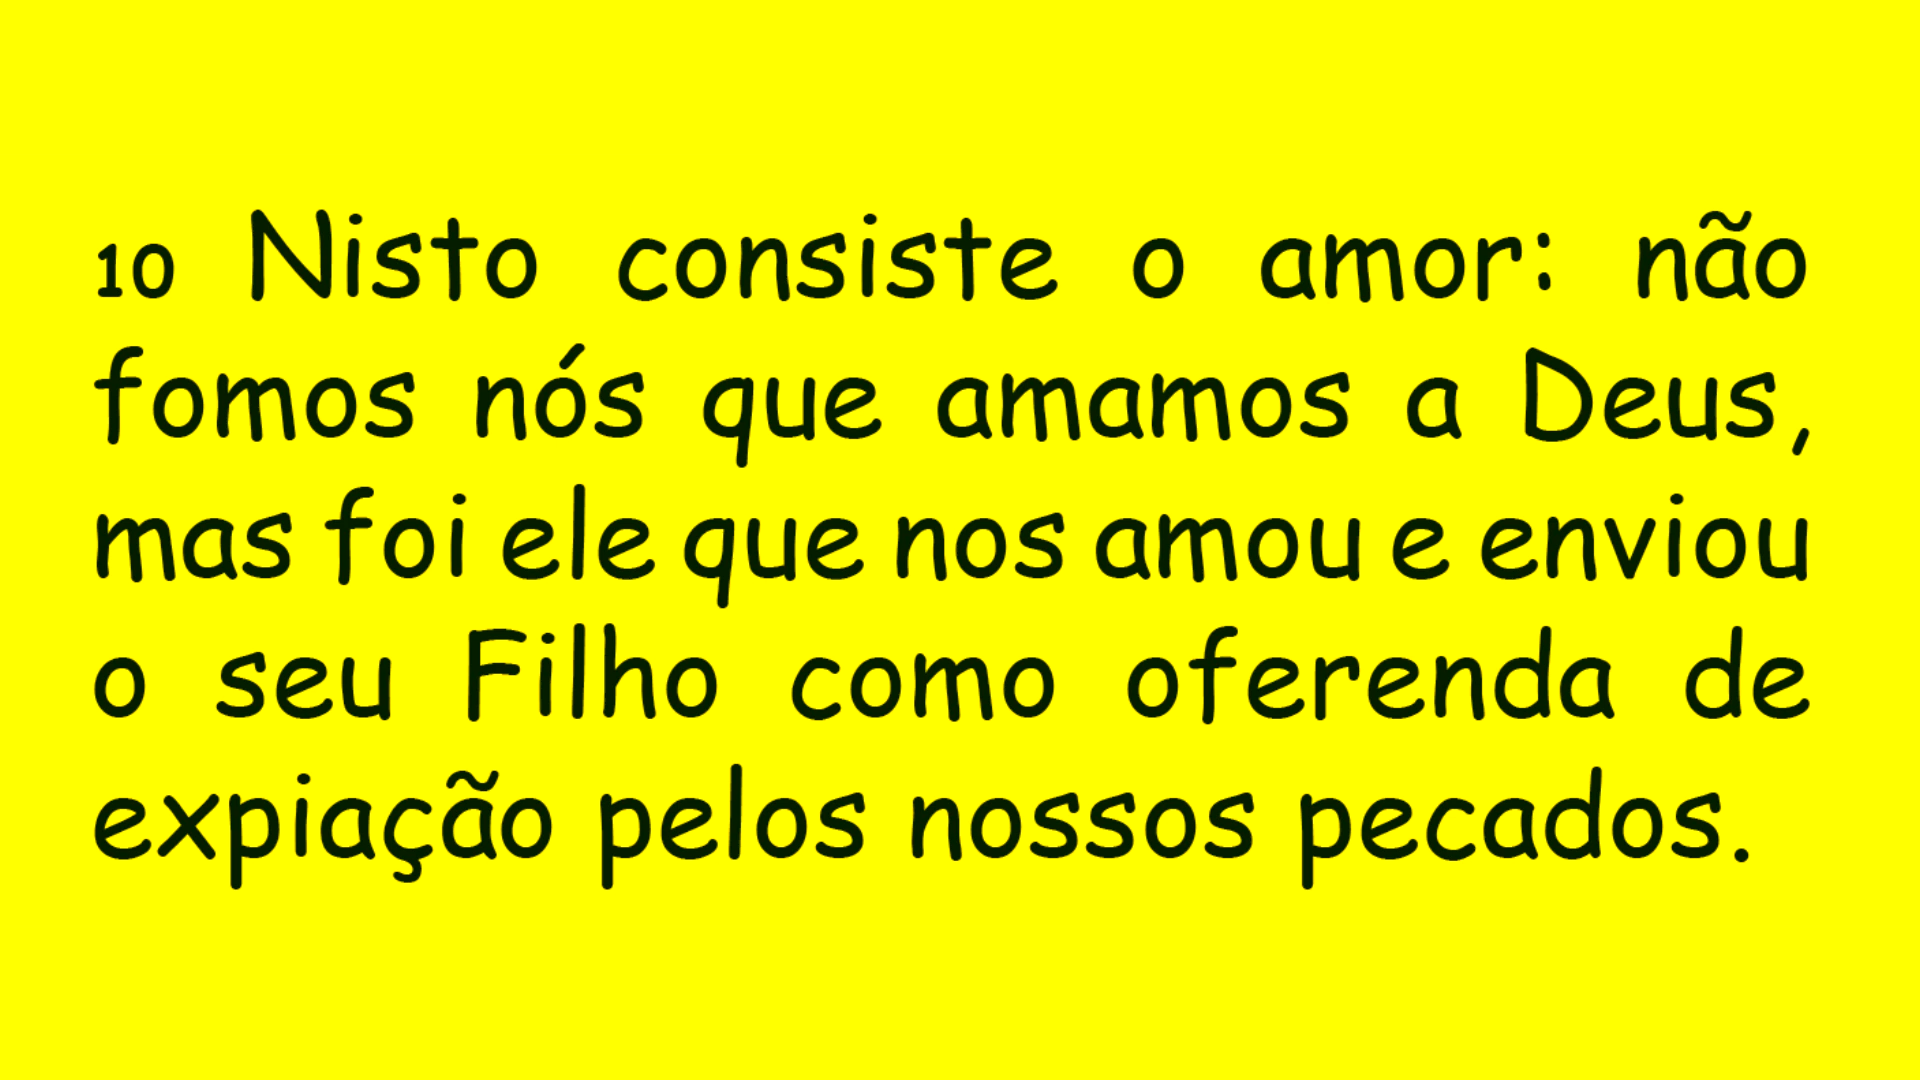 10 Nisto consiste o amor: não
fomos nós que amamos a Deus,
mas foi ele que nos amou e enviou
o seu Filho como oferenda de
expiação pelos nossos pecados.